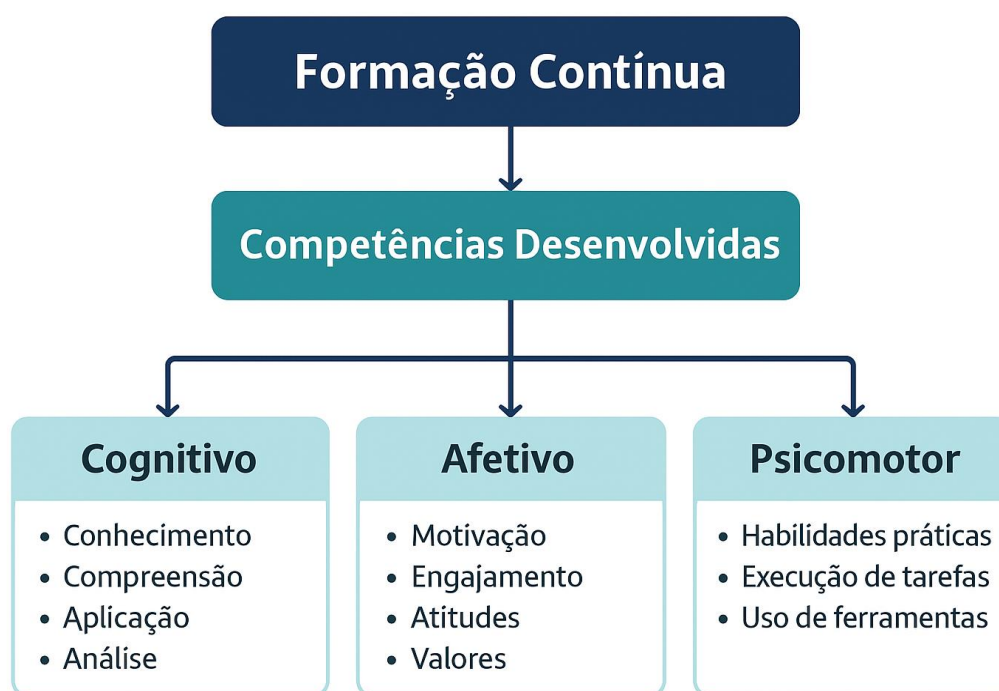 Formação Contínua
Competências Desenvolvidas
Cognitivo
• Conhecimento
• Compreensão
• Aplicação
• Análise
Afetivo
• Motivação
• Engajamento
• Atitudes
• Valores
Psicomotor
• Habilidades práticas
• Execução de tarefas
• Uso de ferramentas